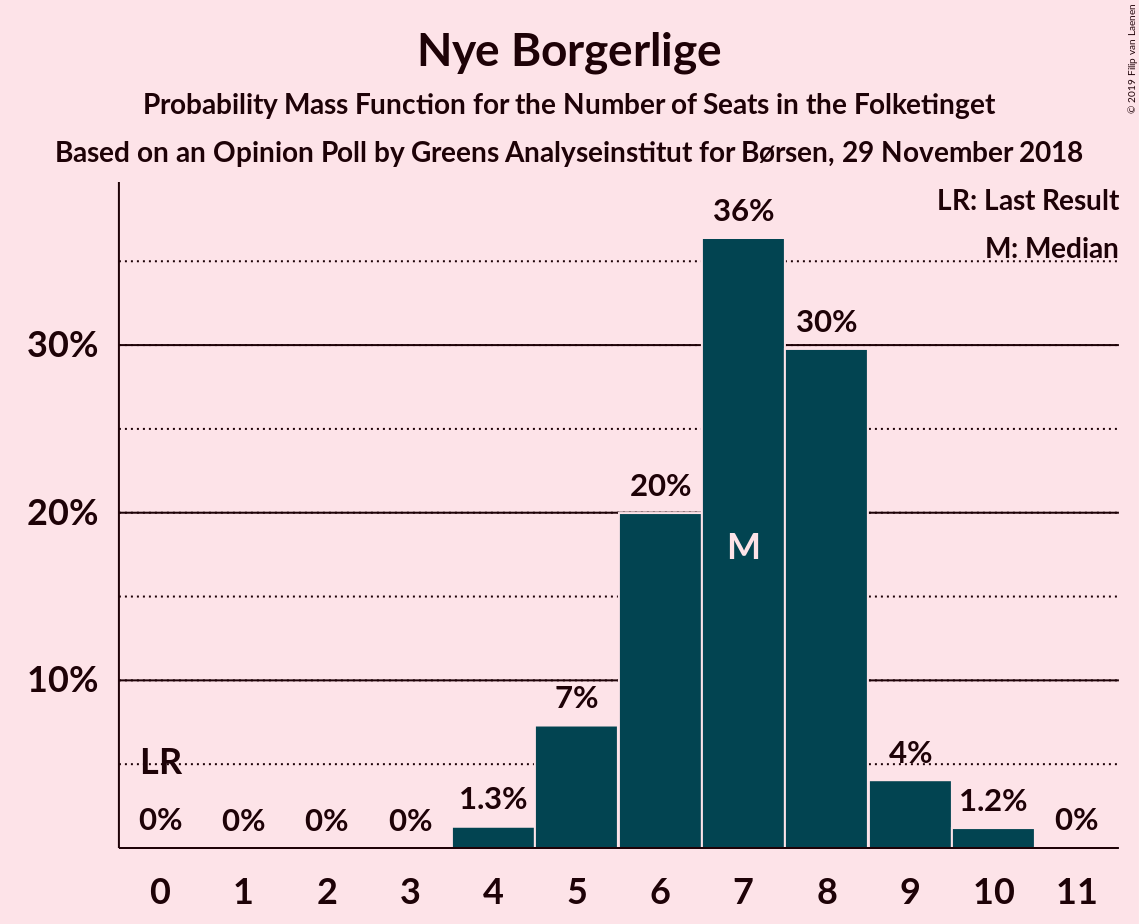 Nye Borgerlige
Probability Mass Function for the Number of Seats in the Folketinget
Based on an Opinion Poll by Greens Analyseinstitut for Børsen, 29 November 2018
© 2019 Filip van Laenen
LR: Last Result
M: Median
36%
30%
30%
20%
20%
M
10%
7%
LR
4%
1.3%
1.2%
0%
0%
0%
0%
0%
0 1 2 3 4 5 6 7 8 9 10 11